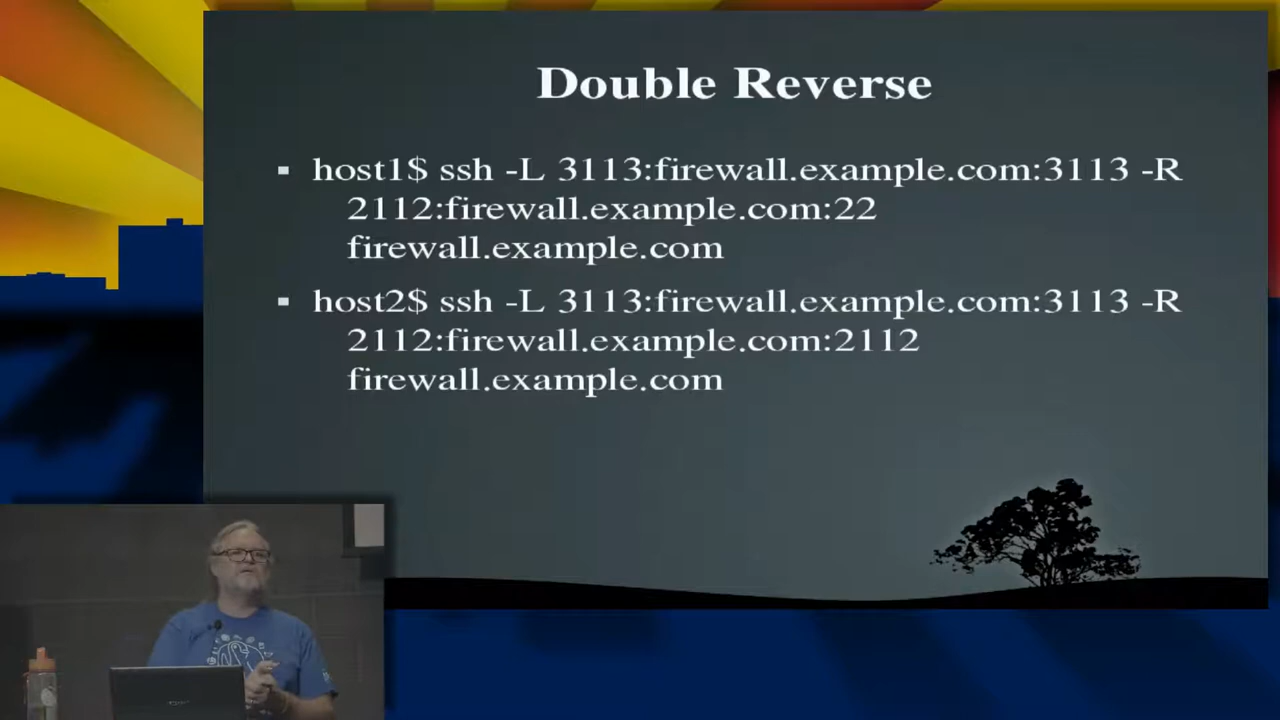 Double Reverse
host1$ ssh -L 3113:firewall.example.com:3113 -R
2112:firewall.example.com:22
firewall.example.com
host2$ ssh -L 3113:firewall.example.com:3113 -R
2112:firewall.example.com:2112
firewall.example.com